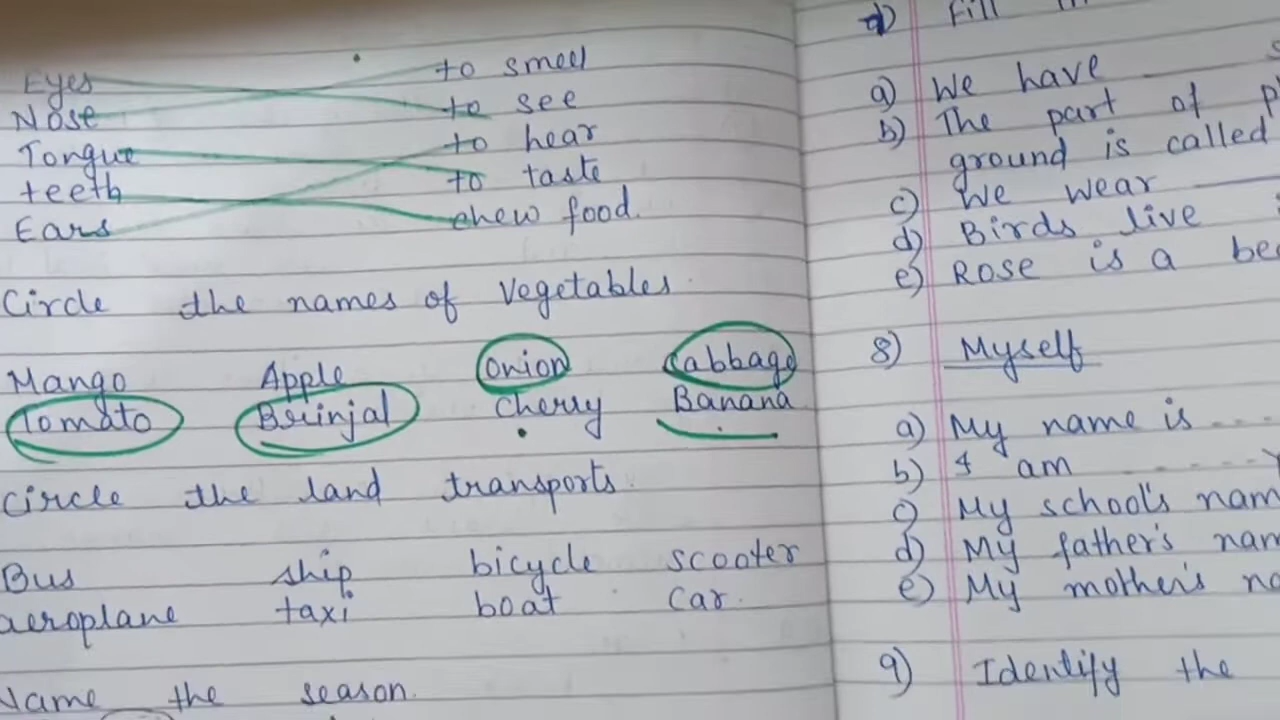 Eyes to smell
Nose to see
Tongue to hear
teeth to taste
Ears chew food.
Circle the names of vegetables.
Mango Apple Onion Cabbage
Tomato Brinjal Cherry Banana
Circle the land transports.
Bus ship bicycle scooter
aeroplane taxi boat car.
Name the season.
Fill
a) We have
b) The part of
ground is called
c) We wear
d) Birds live
e) Rose is a
8) Myself
a) My name is
b) I am
c) My school's
d) My father's
e) My mother's
9) Identify the